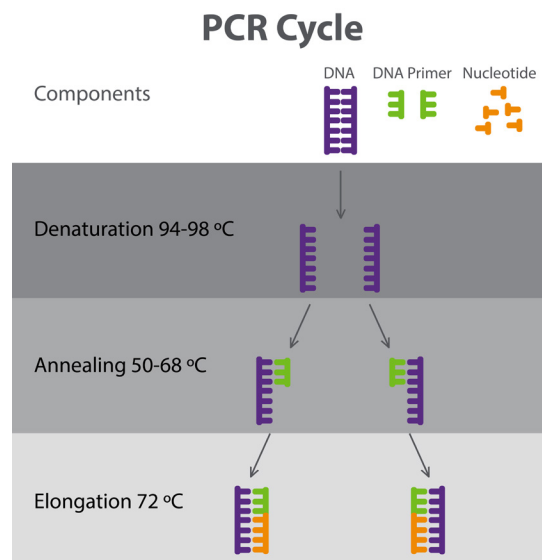 PCR Cycle
DNA DNA Primer Nucleotide
Components
Denaturation 94-98 ºC
Annealing 50-68 ºC
Elongation 72 ºC